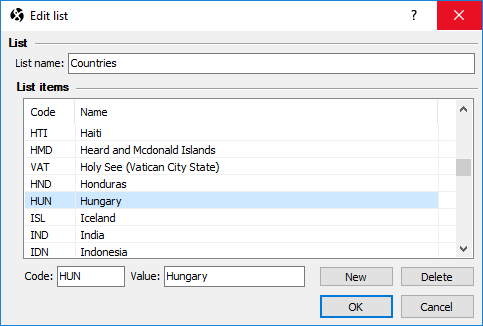 Edit list
?
List
List name: Countries
List items
Code Name
HTI Haiti
HMD Heard and Mcdonald Islands
VAT Holy See (Vatican City State)
HND Honduras
HUN Hungary
ISL Iceland
IND India
IDN Indonesia
Code: HUN Value: Hungary New Delete
OK Cancel